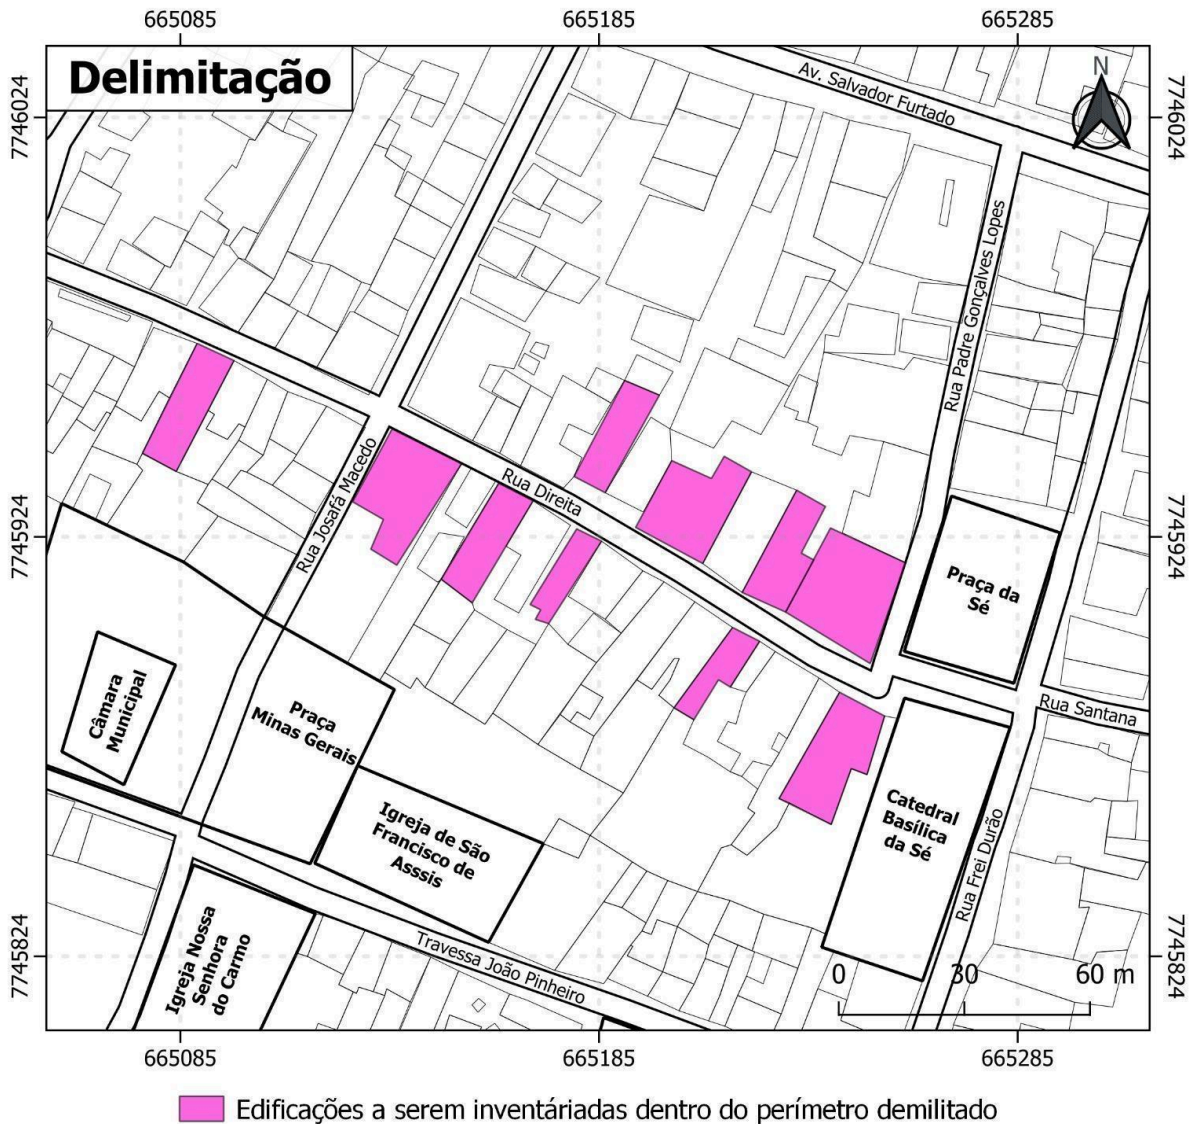 665085
665185
665285
Delimitação
N
7746024
7746024
Av. Salvador Furtado
Rua Padre Gonçalves Lopes
Rua Josafá Macedo
Rua Direita
7745924
7745924
Praça da
Sé
Câmara
Municipal
Praça
Minas Gerais
Rua Santana
Igreja de São
Francisco de
Asssis
Catedral
Basílica
da Sé
Rua Frei Durão
Igreja Nossa
Senhora
do Carmo
Travessa João Pinheiro
7745824
7745824
0 30 60 m
665085
665185
665285
Edificações a serem inventáriadas dentro do perímetro demilitado